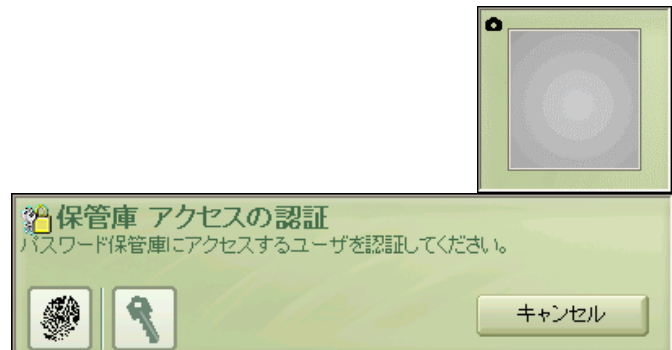 保管庫 アクセスの認証
パスワード保管庫にアクセスするユーザを認証してください。
キャンセル